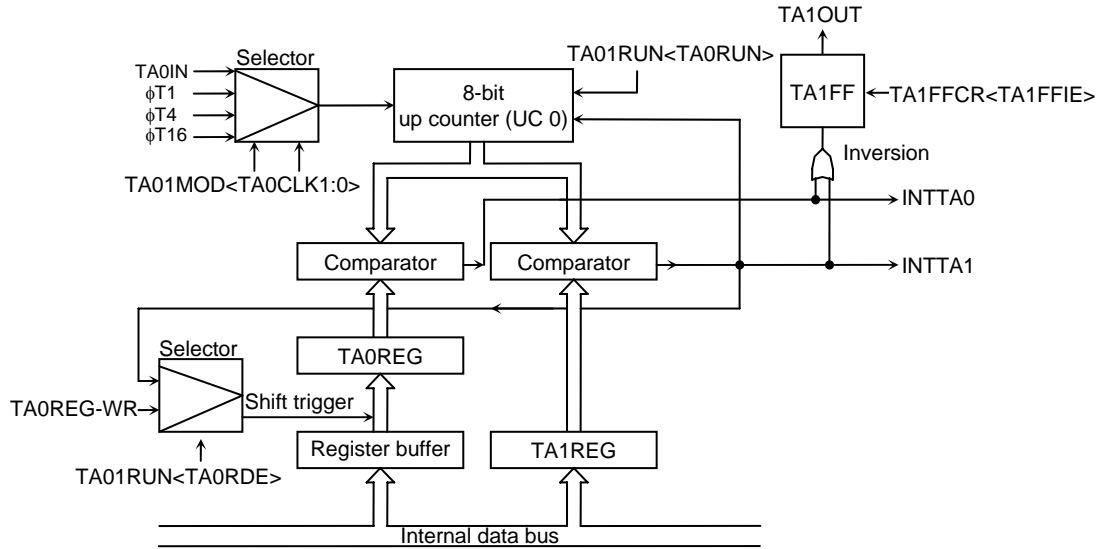 TA1OUT
Selector
TA01RUN<TA0RUN>
TA0IN
ϕT1
ϕT4
ϕT16
8-bit
up counter (UC 0)
TA1FF
TA1FFCR<TA1FFIE>
Inversion
TA01MOD<TA0CLK1:0>
INTTA0
Comparator
Comparator
INTTA1
Selector
TA0REG
TA0REG-WR
Shift trigger
Register buffer
TA1REG
TA01RUN<TA0RDE>
Internal data bus